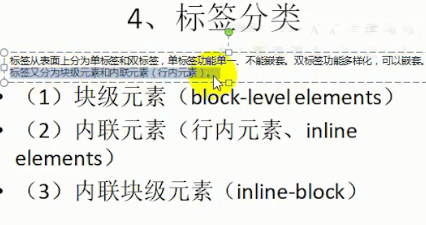 4、标签分类
标签从表面上分为单标签和双标签，单标签功能单一、不能嵌套。双标签功能多样化，可以嵌套。
标签又分为块级元素和内联元素（行内元素）。
• （1）块级元素（block-level elements）
• （2）内联元素（行内元素、inline
elements）
• （3）内联块级元素（inline-block）